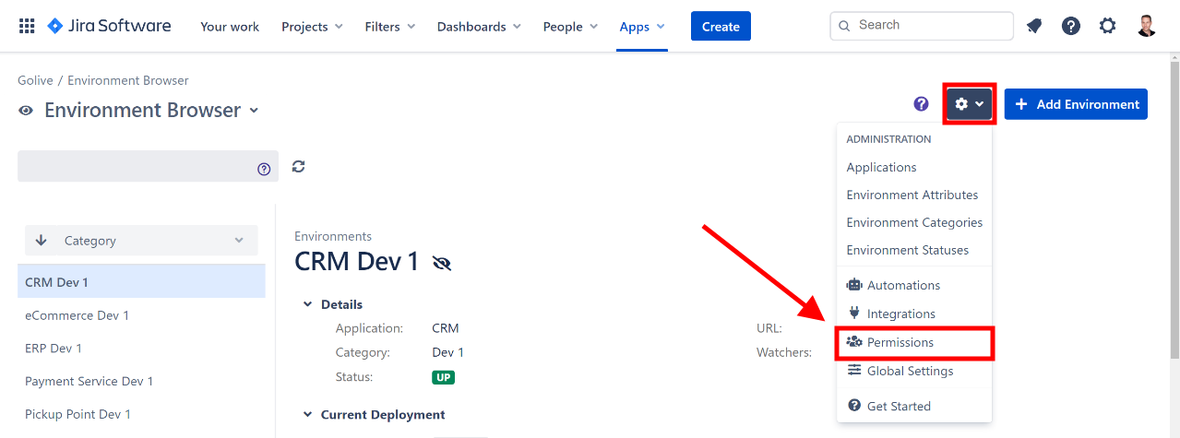 Jira Software Your work Projects Filters Dashboards People Apps Create Search
Golive / Environment Browser
Environment Browser
Add Environment
ADMINISTRATION
Applications
Environment Attributes
Environment Categories
Environment Statuses
Automations
Integrations
Permissions
Global Settings
Get Started
Category
CRM Dev 1
eCommerce Dev 1
ERP Dev 1
Payment Service Dev 1
Pickup Point Dev 1
Environments
CRM Dev 1
Details
Application: CRM
Category: Dev 1
Status: UP
URL:
Watchers:
Current Deployment